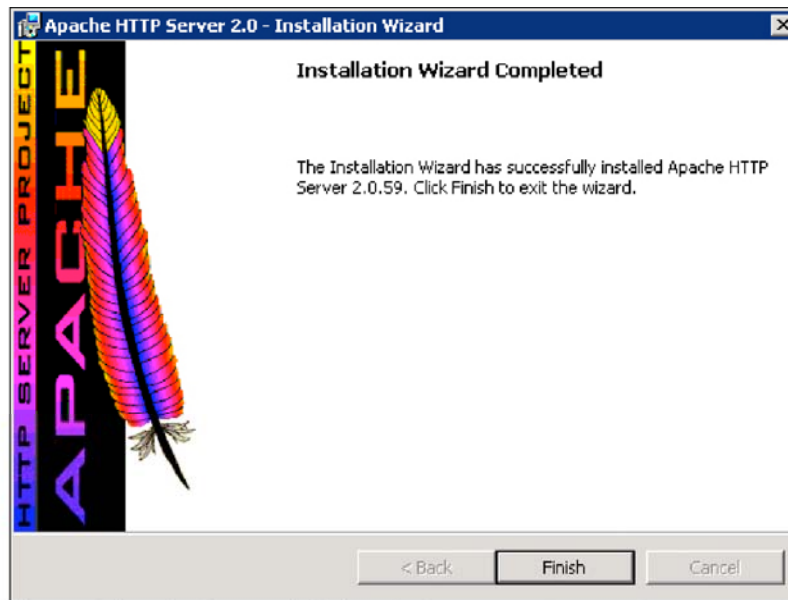 Apache HTTP Server 2.0 - Installation Wizard
HTTP SERVER PROJECT
APACHE
Installation Wizard Completed
The Installation Wizard has successfully installed Apache HTTP
Server 2.0.59. Click Finish to exit the wizard.
< Back
Finish
Cancel